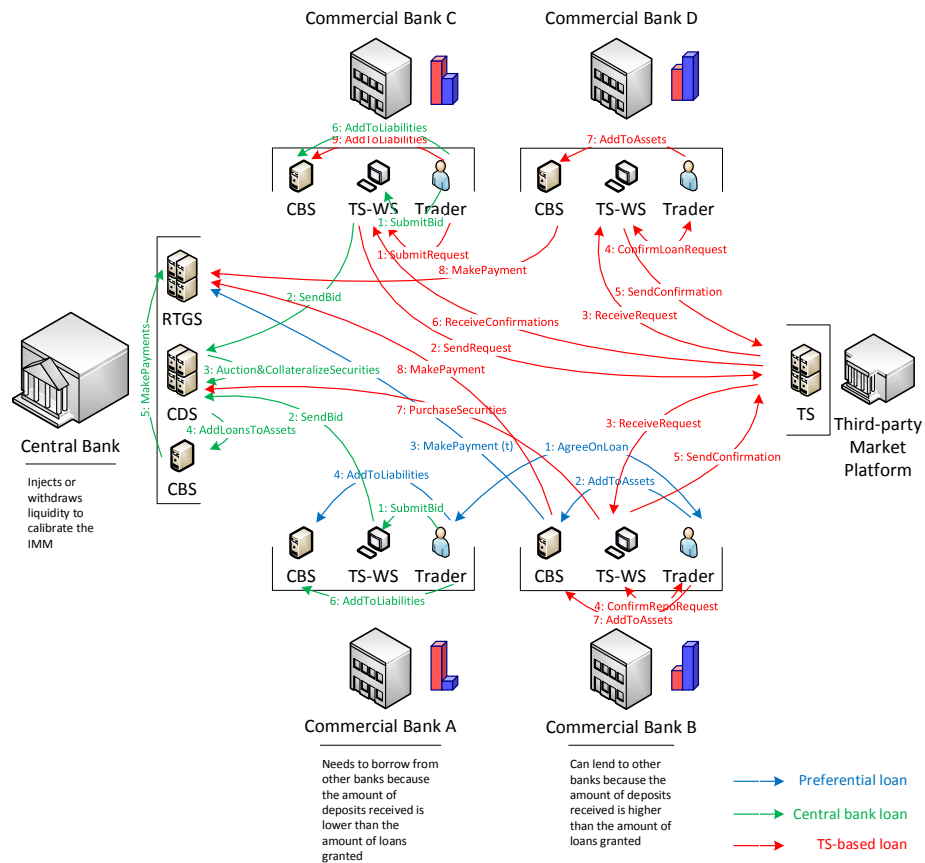 Commercial Bank C
Commercial Bank D
6: AddToLiabilities
9: AddToLiabilities
7: AddToAssets
CBS
TS-WS
Trader
CBS
TS-WS
Trader
1: SubmitBid
1: SubmitRequest
4: ConfirmLoanRequest
8: MakePayment
5: SendConfirmation
2: SendBid
3: ReceiveRequest
RTGS
6: ReceiveConfirmations
2: SendRequest
5: MakePayments
3: Auction&CollateralizeSecurities
8: MakePayment
CDS
TS
Third-party
Market
Platform
7: PurchaseSecurities
2: SendBid
3: ReceiveRequest
4: AddLoansToAssets
Central Bank
3: MakePayment (t)
1: AgreeOnLoan
5: SendConfirmation
CBS
4: AddToLiabilities
2: AddToAssets
Injects or
withdraws
liquidity to
calibrate the
IMM
1: SubmitBid
CBS
TS-WS
Trader
CBS
TS-WS
Trader
6: AddToLiabilities
4: ConfirmRepoRequest
7: AddToAssets
Commercial Bank A
Commercial Bank B
Needs to borrow from
other banks because
the amount of
deposits received is
lower than the
amount of loans
granted
Can lend to other
banks because the
amount of deposits
received is higher
than the amount of
loans granted
Preferential loan
Central bank loan
TS-based loan